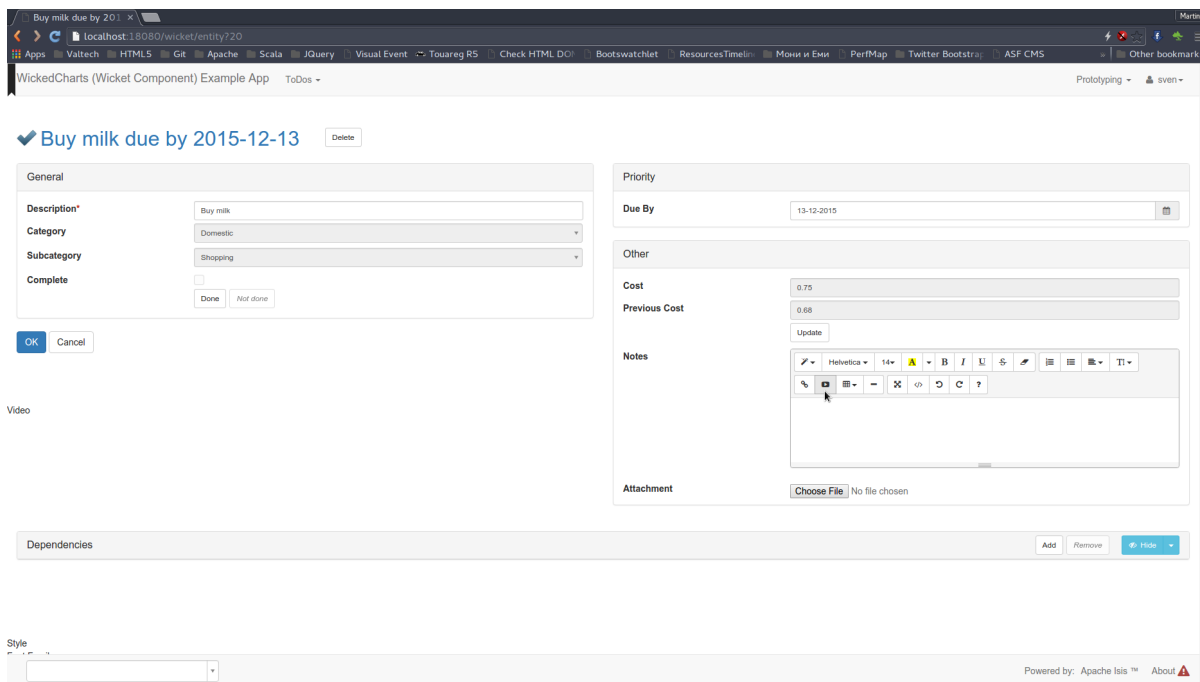 Buy milk due by 201
Martin
localhost:18080/wicket/entity?20
Apps Valtech HTML5 Git Apache Scala JQuery Visual Event Touareg R5 Check HTML DO Bootswatchlet ResourcesTimelin Мони и Еми PerfMap Twitter Bootstrap ASF CMS » Other bookmark
WickedCharts (Wicket Component) Example App ToDos Prototyping sven
Buy milk due by 2015-12-13 Delete
General
Description*
Buy milk
Category
Domestic
Subcategory
Shopping
Complete
Done Not done
OK Cancel
Priority
Due By
13-12-2015
Other
Cost
0.75
Previous Cost
0.68
Update
Notes
Helvetica 14 A B I U S T!
</> ?
Attachment
Choose File No file chosen
Video
Dependencies
Add Remove Hide
Style
Powered by: Apache Isis ™ About